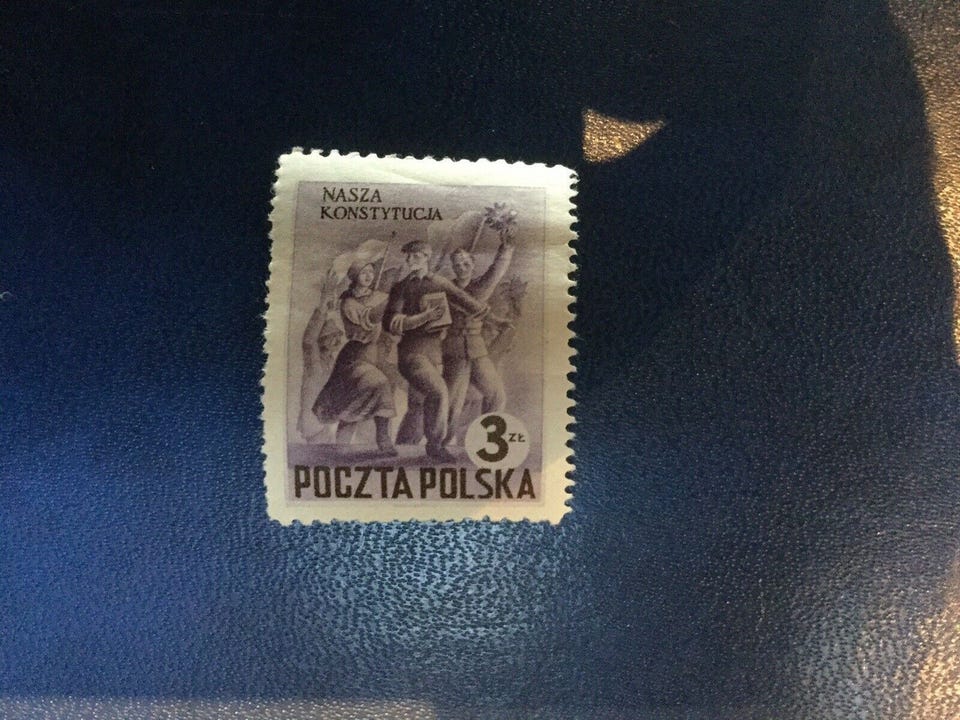 NASZA
KONSTYTUCJA
3 ZŁ
POCZTA POLSKA